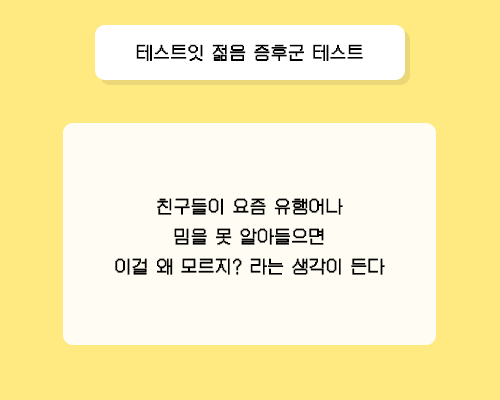 테스트잇 젊음 증후군 테스트
친구들이 요즘 유행어나
밈을 못 알아들으면
이걸 왜 모르지? 라는 생각이 든다